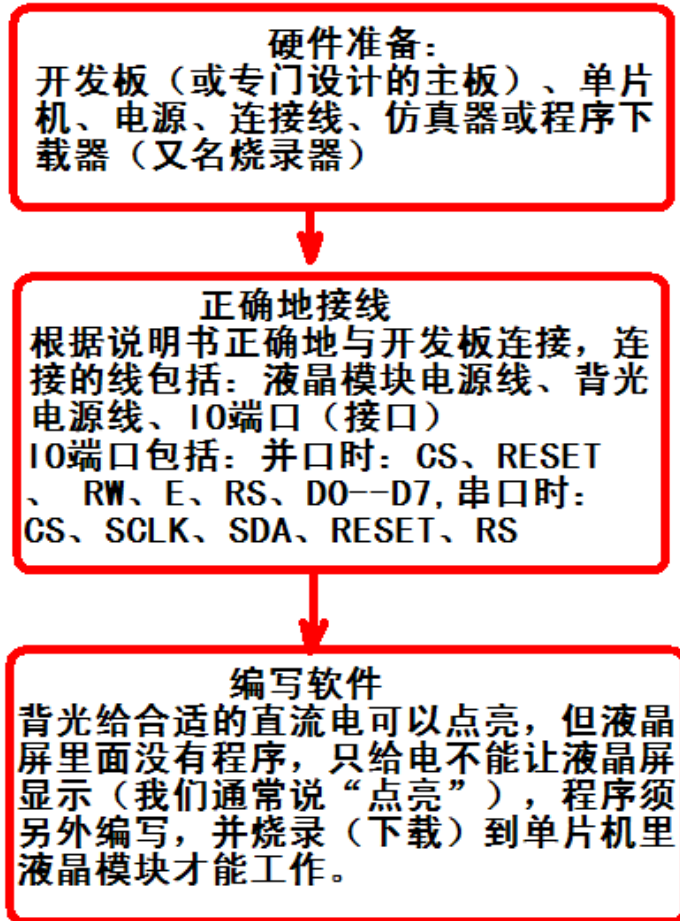 硬件准备：
开发板（或专门设计的主板）、单片
机、电源、连接线、仿真器或程序下
载器（又名烧录器）
正确地接线
根据说明书正确地与开发板连接，连
接的线包括：液晶模块电源线、背光
电源线、IO端口（接口）
IO端口包括：并口时：CS、RESET
、 RW、E、RS、D0--D7,串口时：
CS、SCLK、SDA、RESET、RS
编写软件
背光给合适的直流电可以点亮，但液晶
屏里面没有程序，只给电不能让液晶屏
显示（我们通常说“点亮”），程序须
另外编写，并烧录（下载）到单片机里
液晶模块才能工作。